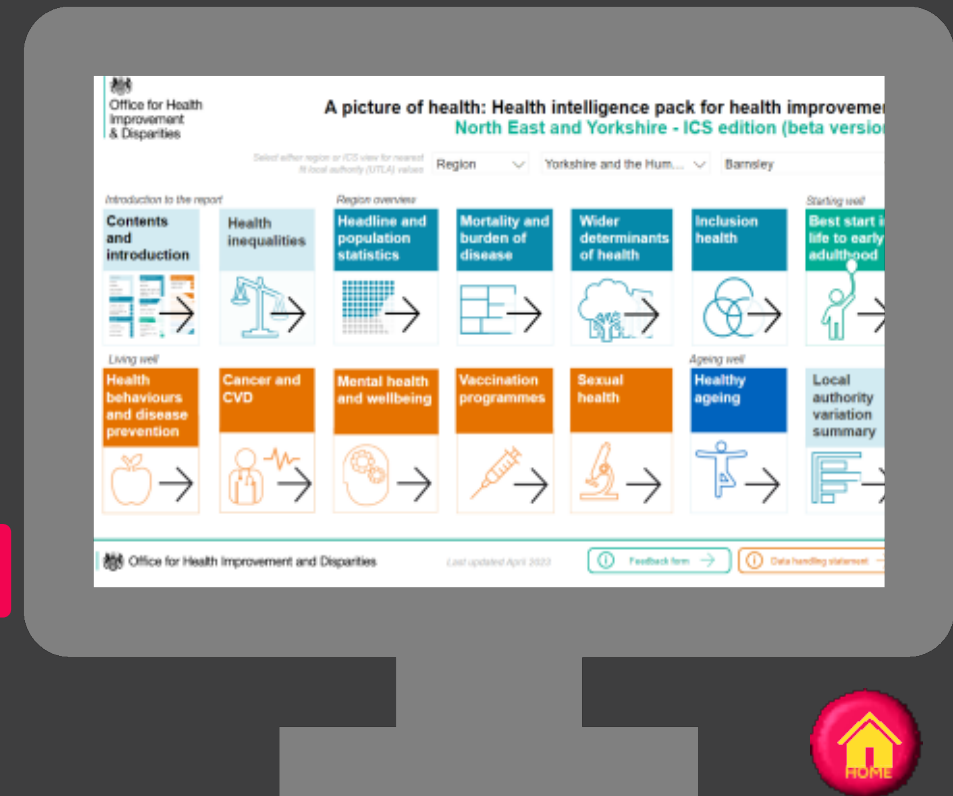 Office for Health
Improvement
& Disparities
A picture of health: Health intelligence pack for health improveme
North East and Yorkshire - ICS edition (beta versio
Select either region or ICS view for nearest
fit local authority (UTLA) values
Region
Yorkshire and the Hum...
Barnsley
Introduction to the report
Region overview
Starting well
Contents
and
introduction
Health
inequalities
Headline and
population
statistics
Mortality and
burden of
disease
Wider
determinants
of health
Inclusion
health
Best start i
life to early
adulthood
Living well
Ageing well
Health
behaviours
and disease
prevention
Cancer and
CVD
Mental health
and wellbeing
Vaccination
programmes
Sexual
health
Healthy
ageing
Local
authority
variation
summary
Office for Health Improvement and Disparities
Last updated April 2023
Feedback form
Data handling statement
HOME